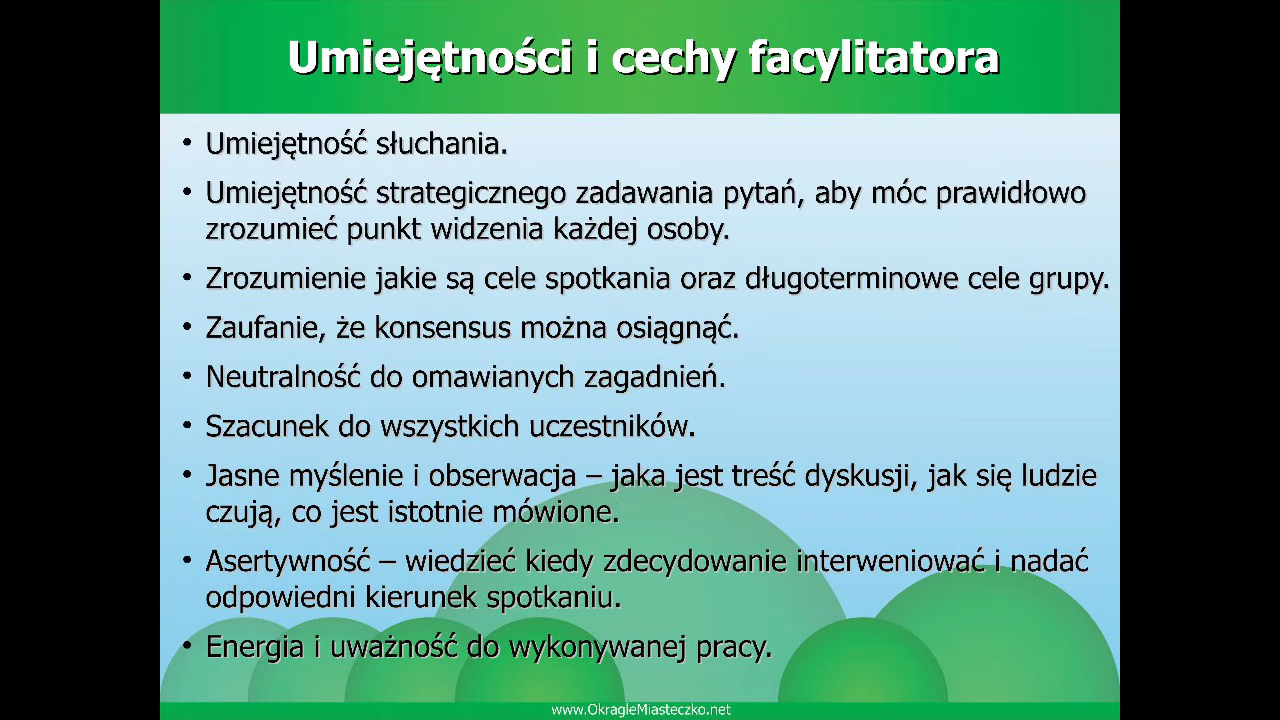 Umiejętności i cechy facylitatora
• Umiejętność słuchania.
• Umiejętność strategicznego zadawania pytań, aby móc prawidłowo
zrozumieć punkt widzenia każdej osoby.
• Zrozumienie jakie są cele spotkania oraz długoterminowe cele grupy.
• Zaufanie, że konsensus można osiągnąć.
• Neutralność do omawianych zagadnień.
• Szacunek do wszystkich uczestników.
• Jasne myślenie i obserwacja – jaka jest treść dyskusji, jak się ludzie
czują, co jest istotnie mówione.
• Asertywność – wiedzieć kiedy zdecydowanie interweniować i nadać
odpowiedni kierunek spotkaniu.
• Energia i uważność do wykonywanej pracy.
www.OkragleMiasteczko.net